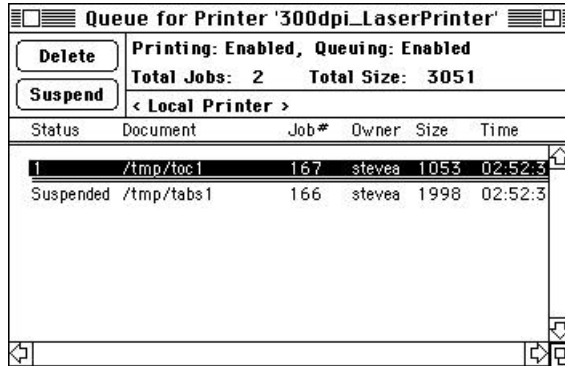 Queue for Printer '300dpi_LaserPrinter'
Delete
Suspend
Printing: Enabled, Queuing: Enabled
Total Jobs: 2 Total Size: 3051
< Local Printer >
Status Document Job# Owner Size Time
1 /tmp/toc1 167 stevea 1053 02:52:3
Suspended /tmp/tabs1 166 stevea 1998 02:52:3